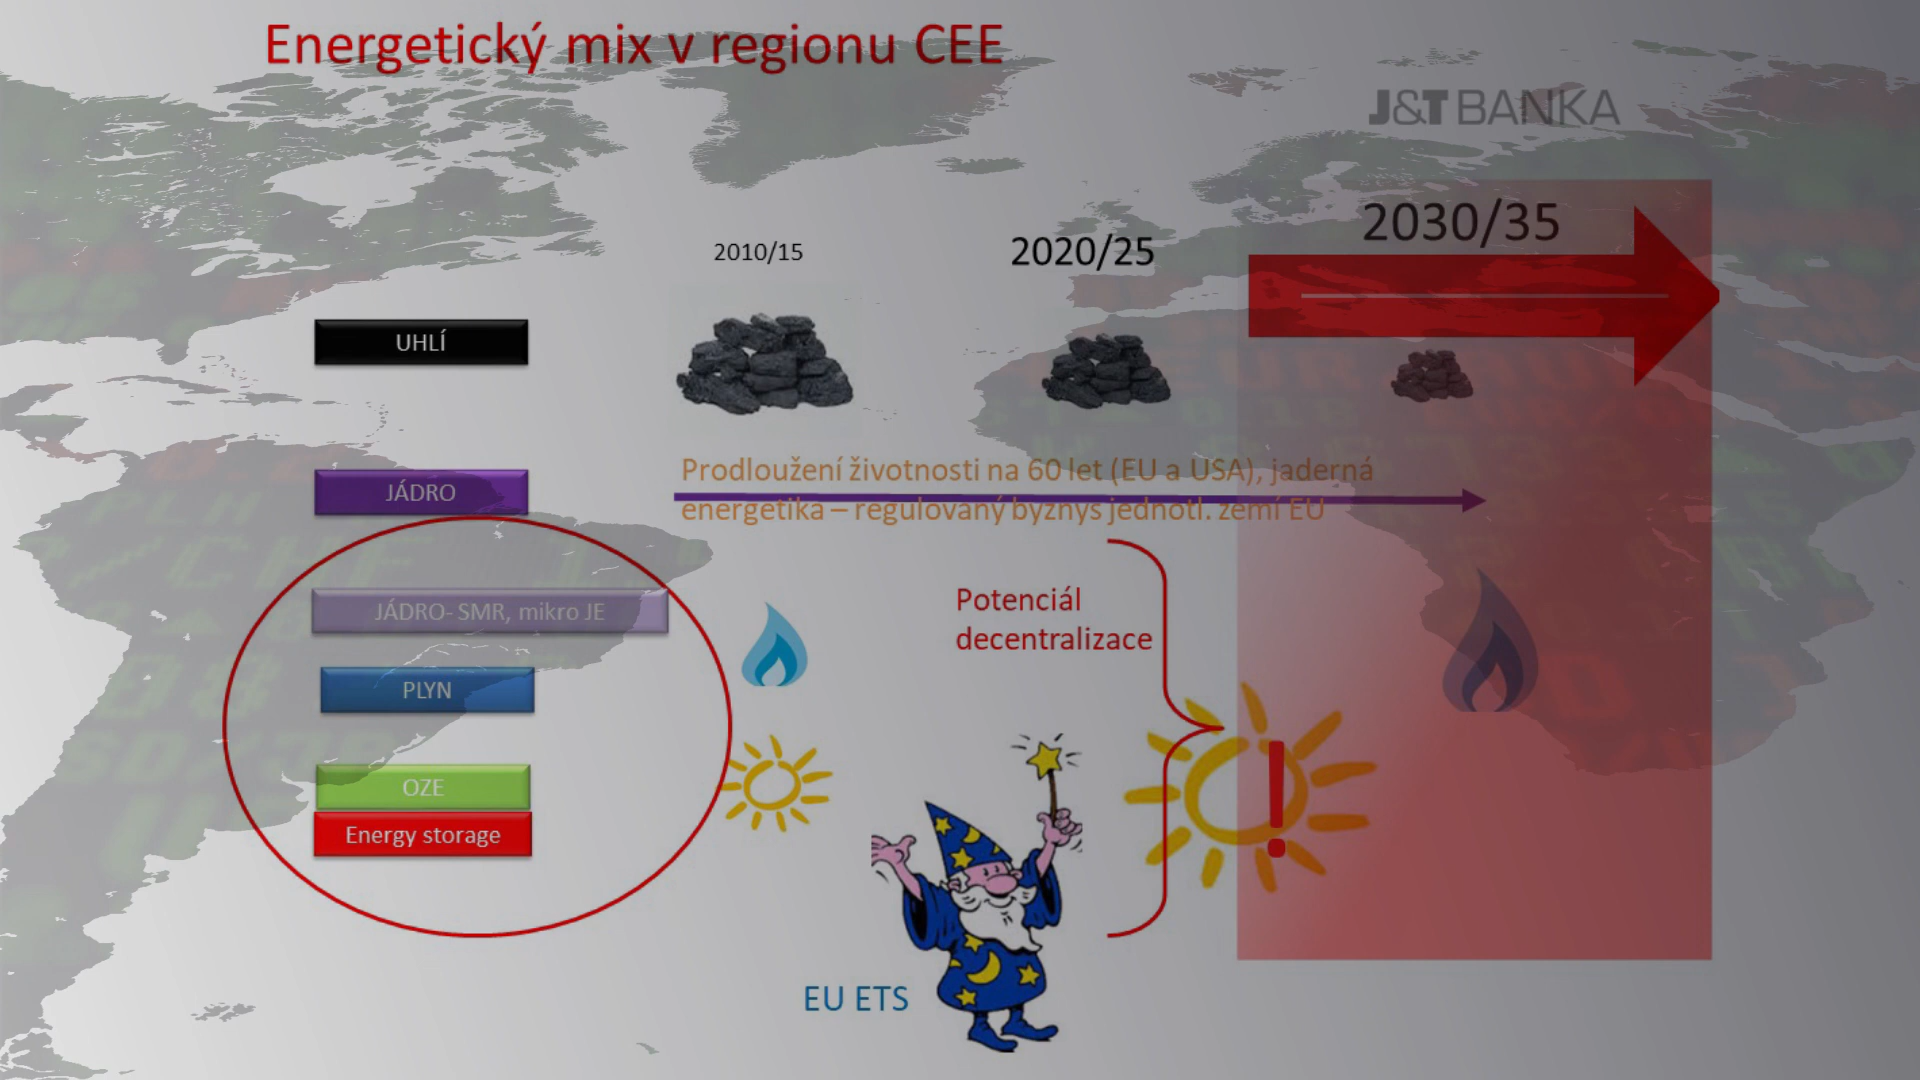 Energetický mix v regionu CEE
J&T BANKA
2010/15
2020/25
2030/35
UHLÍ
JÁDRO
Prodloužení životnosti na 60 let (EU a USA), jaderná
energetika – regulovaný byznys jednotl. zemí EU
JÁDRO- SMR, mikro JE
PLYN
OZE
Energy storage
Potenciál
decentralizace
!
EU ETS